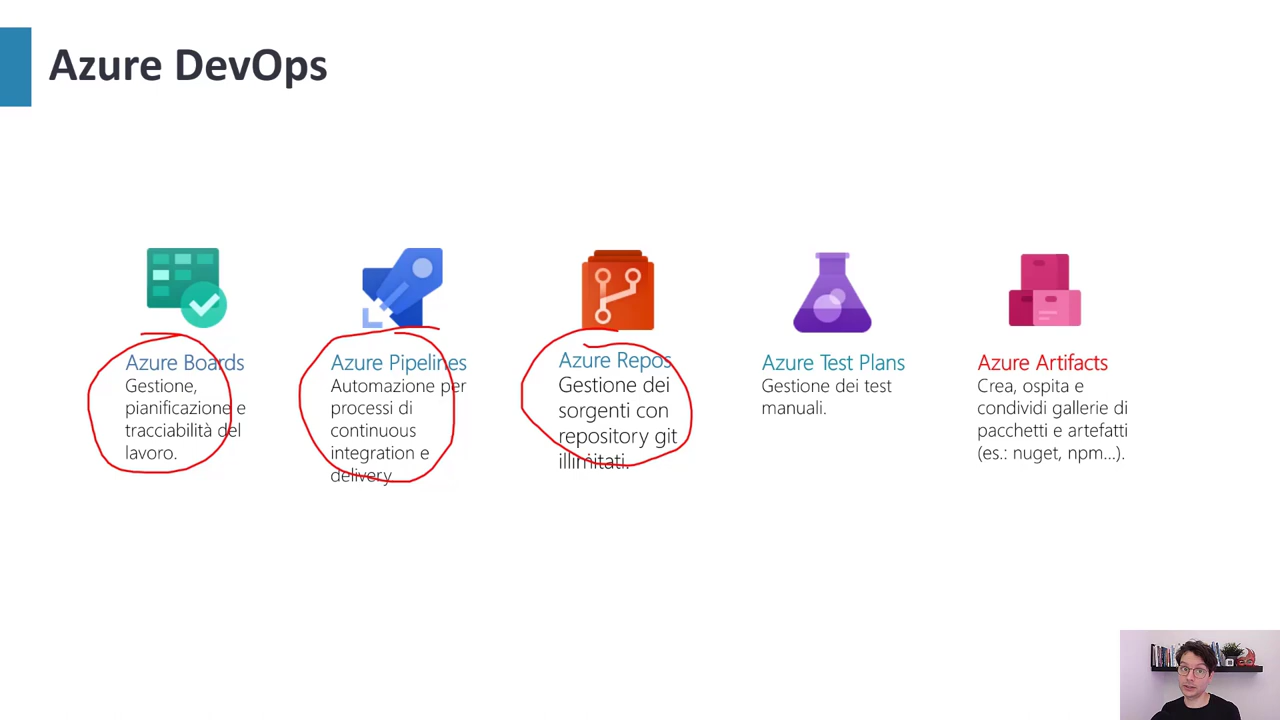 Azure DevOps
Azure Boards
Gestione,
pianificazione e
tracciabilità del
lavoro.
Azure Pipelines
Automazione per
processi di
continuous
integration e
delivery
Azure Repos
Gestione dei
sorgenti con
repository git
illimitati.
Azure Test Plans
Gestione dei test
manuali.
Azure Artifacts
Crea, ospita e
condividi gallerie di
pacchetti e artefatti
(es.: nuget, npm...).